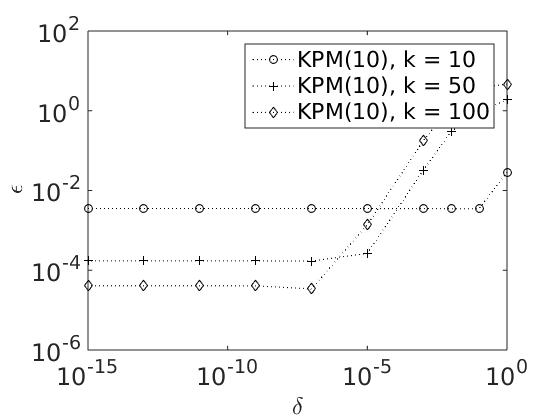 10^2
KPM(10), k = 10
KPM(10), k = 50
10^0
KPM(10), k = 100
ϵ
10^-2
10^-4
10^-6
10^-15
10^-10
10^-5
10^0
δ